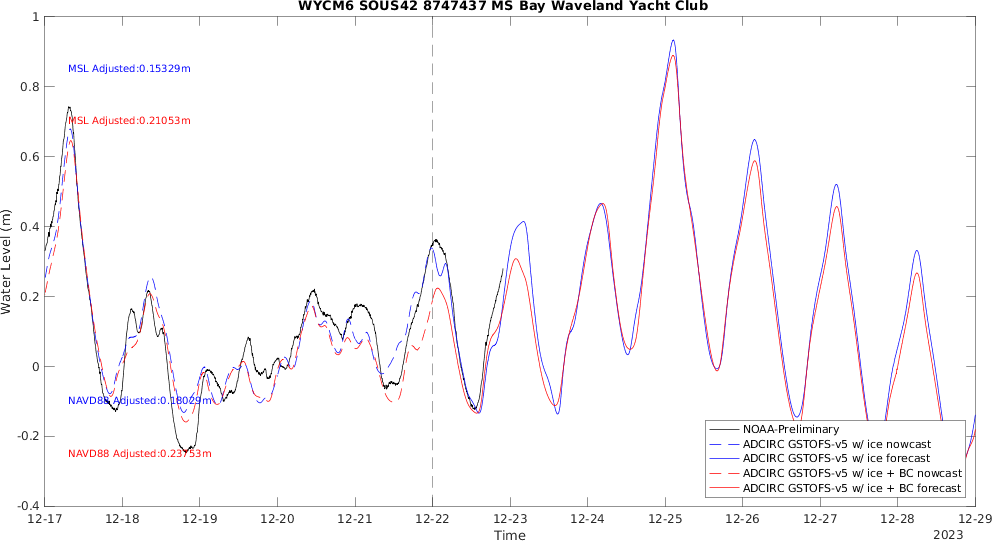 WYCM6 SOUS42 8747437 MS Bay Waveland Yacht Club
Water Level (m)
1
0.8
0.6
0.4
0.2
0
-0.2
-0.4
MSL Adjusted:0.15329m
MSL Adjusted:0.21053m
NAVD88 Adjusted:0.18029m
NAVD88 Adjusted:0.23753m
NOAA-Preliminary
ADCIRC GSTOFS-v5 w/ ice nowcast
ADCIRC GSTOFS-v5 w/ ice forecast
ADCIRC GSTOFS-v5 w/ ice + BC nowcast
ADCIRC GSTOFS-v5 w/ ice + BC forecast
12-17 12-18 12-19 12-20 12-21 12-22 12-23 12-24 12-25 12-26 12-27 12-28 12-29
Time
2023